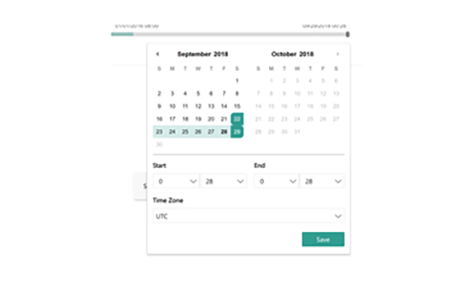 September 2018 October 2018
S M T W T F S S M T W T F S
1 1 2 3 4 5 6
2 3 4 5 6 7 8 7 8 9 10 11 12 13
9 10 11 12 13 14 15 14 15 16 17 18 19 20
16 17 18 19 20 21 22 21 22 23 24 25 26 27
23 24 25 26 27 28 29 28 29 30 31
30
Start End
0 28 0 28
Time Zone
UTC
Save